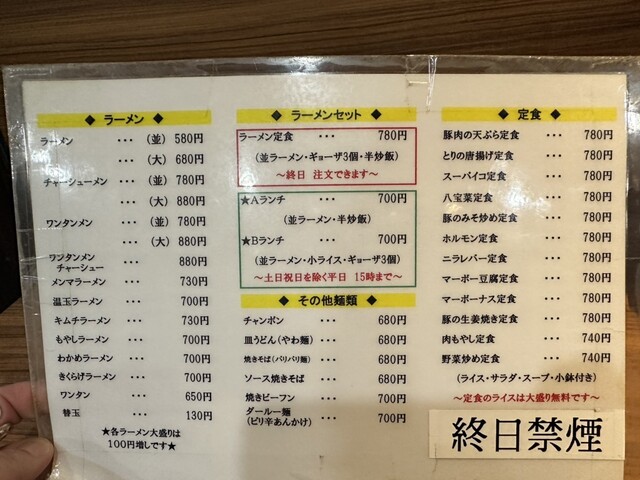 ◆ ラーメン ◆
ラーメン ・・・ (並) 580円
・・・ (大) 680円
チャーシューメン ・・・ (並) 780円
・・・ (大) 880円
ワンタンメン ・・・ (並) 780円
・・・ (大) 880円
ワンタンメン
チャーシュー ・・・ 880円
メンマラーメン ・・・ 730円
温玉ラーメン ・・・ 700円
キムチラーメン ・・・ 730円
もやしラーメン ・・・ 700円
わかめラーメン ・・・ 700円
きくらげラーメン ・・・ 700円
ワンタン ・・・ 650円
替玉 ・・・ 130円
★各ラーメン大盛りは
100円増しです★
◆ ラーメンセット ◆
ラーメン定食 ・・・ 780円
(並ラーメン・ギョーザ3個・半炒飯)
～終日 注文できます～
★Aランチ ・・・ 700円
(並ラーメン・半炒飯)
★Bランチ ・・・ 700円
(並ラーメン・小ライス・ギョーザ3個)
～土日祝日を除く平日 15時まで～
◆ その他麺類 ◆
チャンポン ・・・ 680円
皿うどん(やわ麺) ・・・ 680円
焼きそば(パリパリ麺) ・・・ 680円
ソース焼きそば ・・・ 680円
焼きビーフン ・・・ 700円
ダールー麺
(ピリ辛あんかけ) ・・・ 700円
◆ 定食 ◆
豚肉の天ぷら定食 ・・・ 780円
とりの唐揚げ定食 ・・・ 780円
スーパイコ定食 ・・・ 780円
八宝菜定食 ・・・ 780円
豚のみそ炒め定食 ・・・ 780円
ホルモン定食 ・・・ 780円
ニラレバー定食 ・・・ 780円
マーボー豆腐定食 ・・・ 780円
マーボーナス定食 ・・・ 780円
豚の生姜焼き定食 ・・・ 780円
肉もやし定食 ・・・ 740円
野菜炒め定食 ・・・ 740円
(ライス・サラダ・スープ・小鉢付き)
～定食のライスは大盛り無料です～
終日禁煙